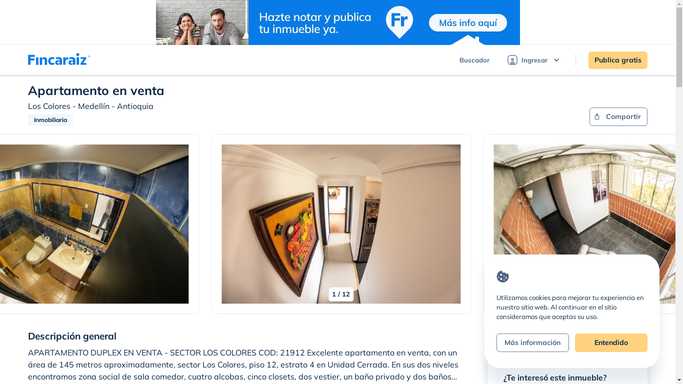 Hazte notar y publica
tu inmueble ya.
Fr
Más info aquí
Fincaraiz
Buscador
Ingresar
Publica gratis
Apartamento en venta
Los Colores - Medellín - Antioquia
Inmobiliaria
Compartir
1 / 12
Utilizamos cookies para mejorar tu experiencia en
nuestro sitio web. Al continuar en el sitio
consideramos que aceptas su uso.
Más información
Entendido
Descripción general
APARTAMENTO DUPLEX EN VENTA - SECTOR LOS COLORES COD: 21912 Excelente apartamento en venta, con un
área de 145 metros aproximadamente, sector Los Colores, piso 12, estrato 4 en Unidad Cerrada. En sus dos niveles
encontramos zona social de sala comedor, cuatro alcobas, cinco closets, dos vestier, un baño privado y dos baños...
¿Te interesó este inmueble?